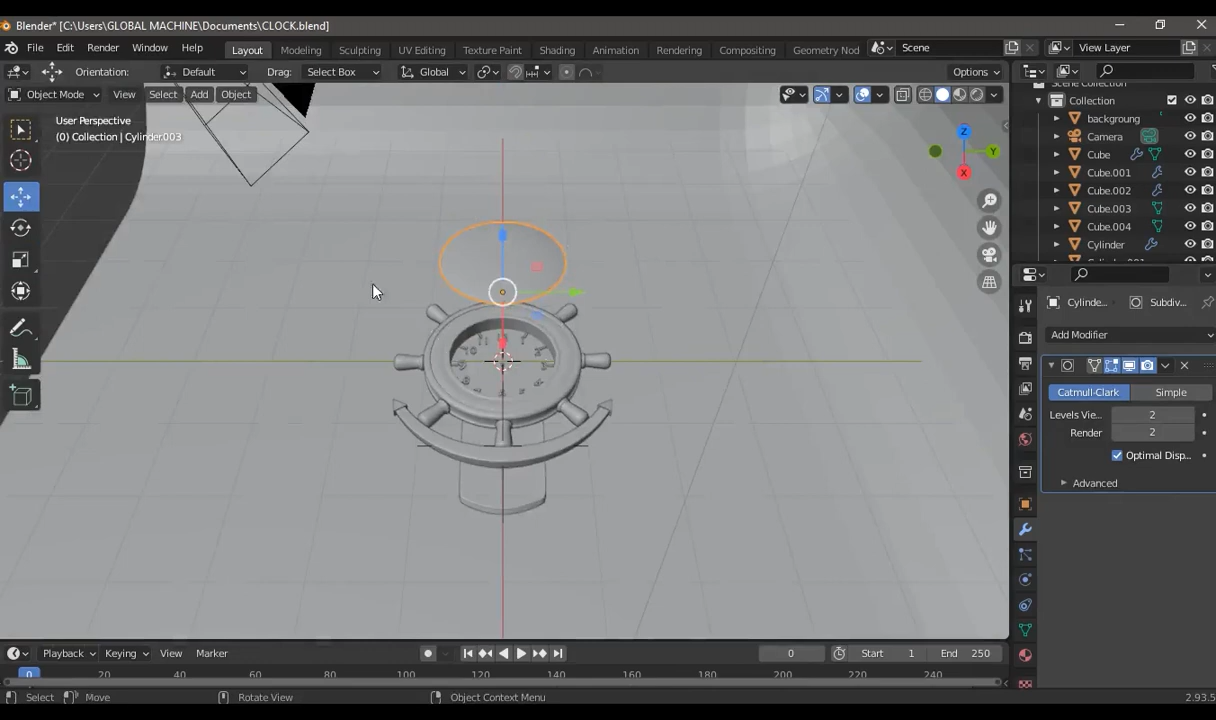 Blender* [C:\Users\GLOBAL MACHINE\Documents\CLOCK.blend]
File Edit Render Window Help Layout Modeling Sculpting UV Editing Texture Paint Shading Animation Rendering Compositing Geometry Nod Scene View Layer
Orientation: Default Drag: Select Box Global Options
Object Mode View Select Add Object
User Perspective
(0) Collection | Cylinder.003
Z
Y
X
Scene Collection
Collection
backgroung
Camera
Cube
Cube.001
Cube.002
Cube.003
Cube.004
Cylinder
Cylinde... Subdiv...
Add Modifier
Catmull-Clark Simple
Levels Vie... 2
Render 2
Optimal Disp...
Advanced
Playback Keying View Marker 0 Start 1 End 250
0 20 40 60 80 100 120 140 160 180 200 220 240
Select Move Rotate View Object Context Menu 2.93.5